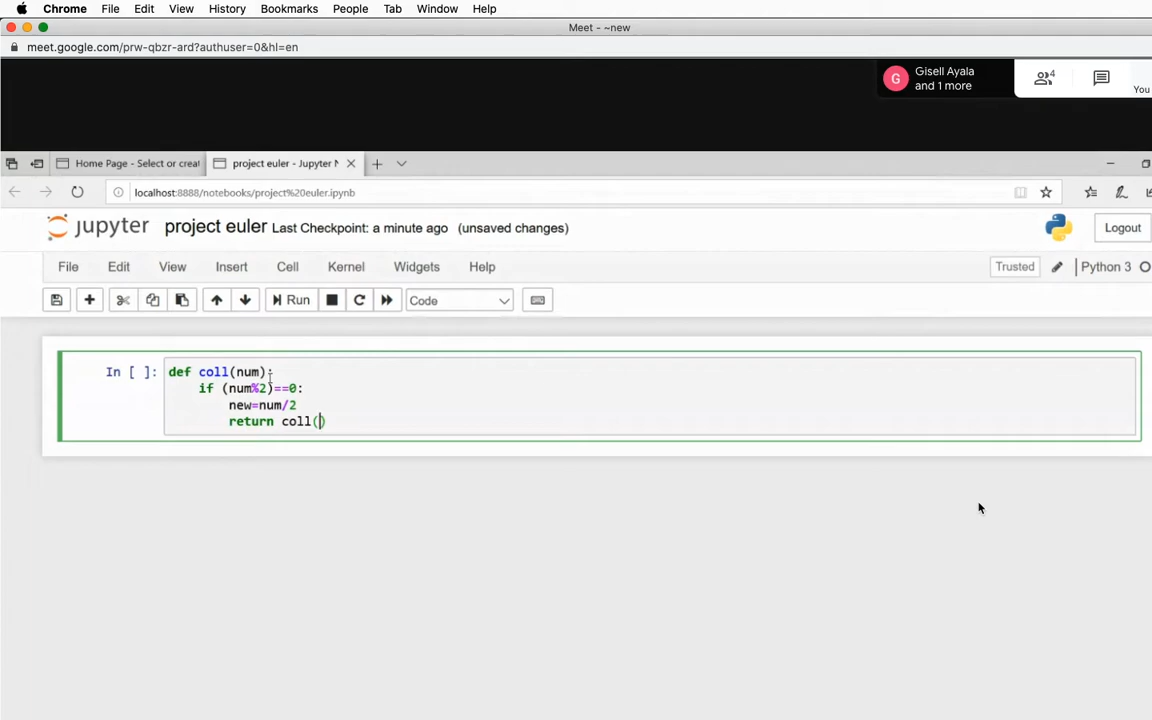 Chrome File Edit View History Bookmarks People Tab Window Help
Meet - ~new
meet.google.com/prw-qbzr-ard?authuser=0&hl=en
G Gisell Ayala
and 1 more
4
You
Home Page - Select or creat
project euler - Jupyter N
localhost:8888/notebooks/project%20euler.ipynb
jupyter project euler Last Checkpoint: a minute ago (unsaved changes)
Logout
File Edit View Insert Cell Kernel Widgets Help
Trusted Python 3
Run Code
In [ ]: def coll(num):
if (num%2)==0:
new=num/2
return coll()